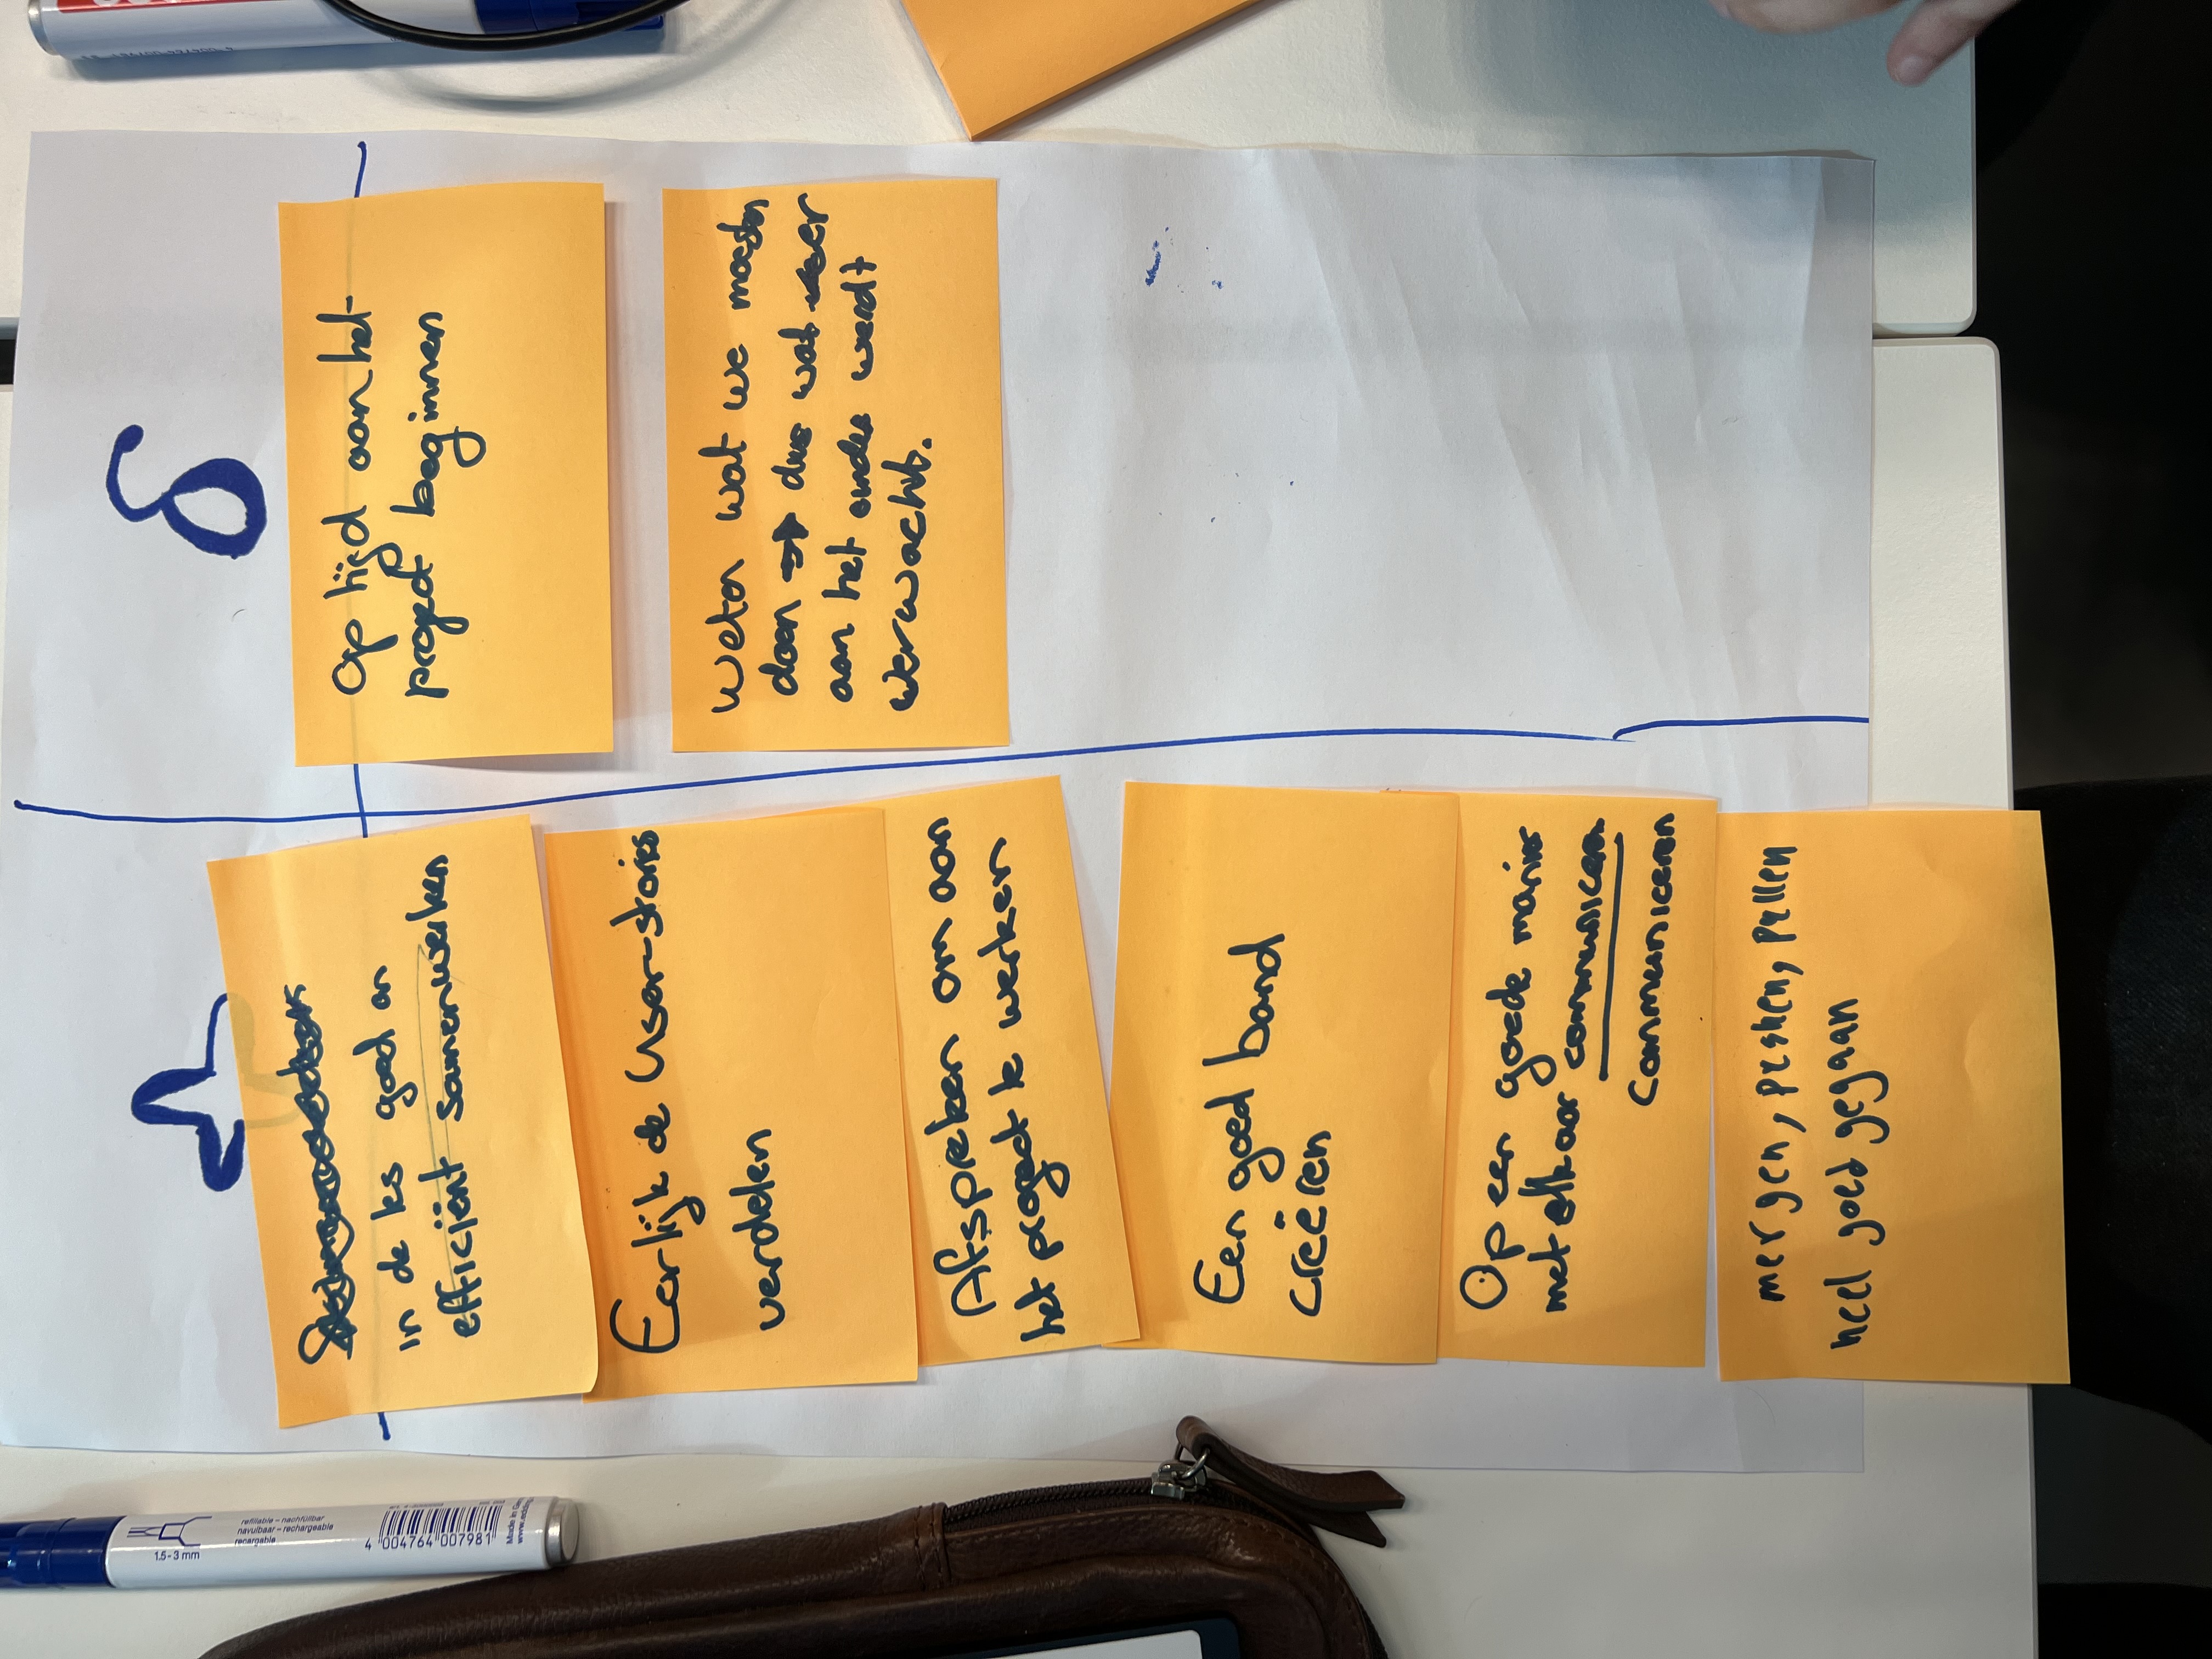 δ
in de les goed en
efficiënt samenwerken
Eerlijk de User-stories
verdelen
Afspreken om aan
het project te werken
Een goed band
creëren
Op een goede manier
met elkaar communiceren
communiceren
mergen, pushen, pullen
heel goed gegaan
Op tijd aan het
project beginnen
weten wat we moesten
doen → dus wat er
aan het einde werdt
verwacht.
1.5-3 mm
4 004764 007981
Made in Ger
www.edding